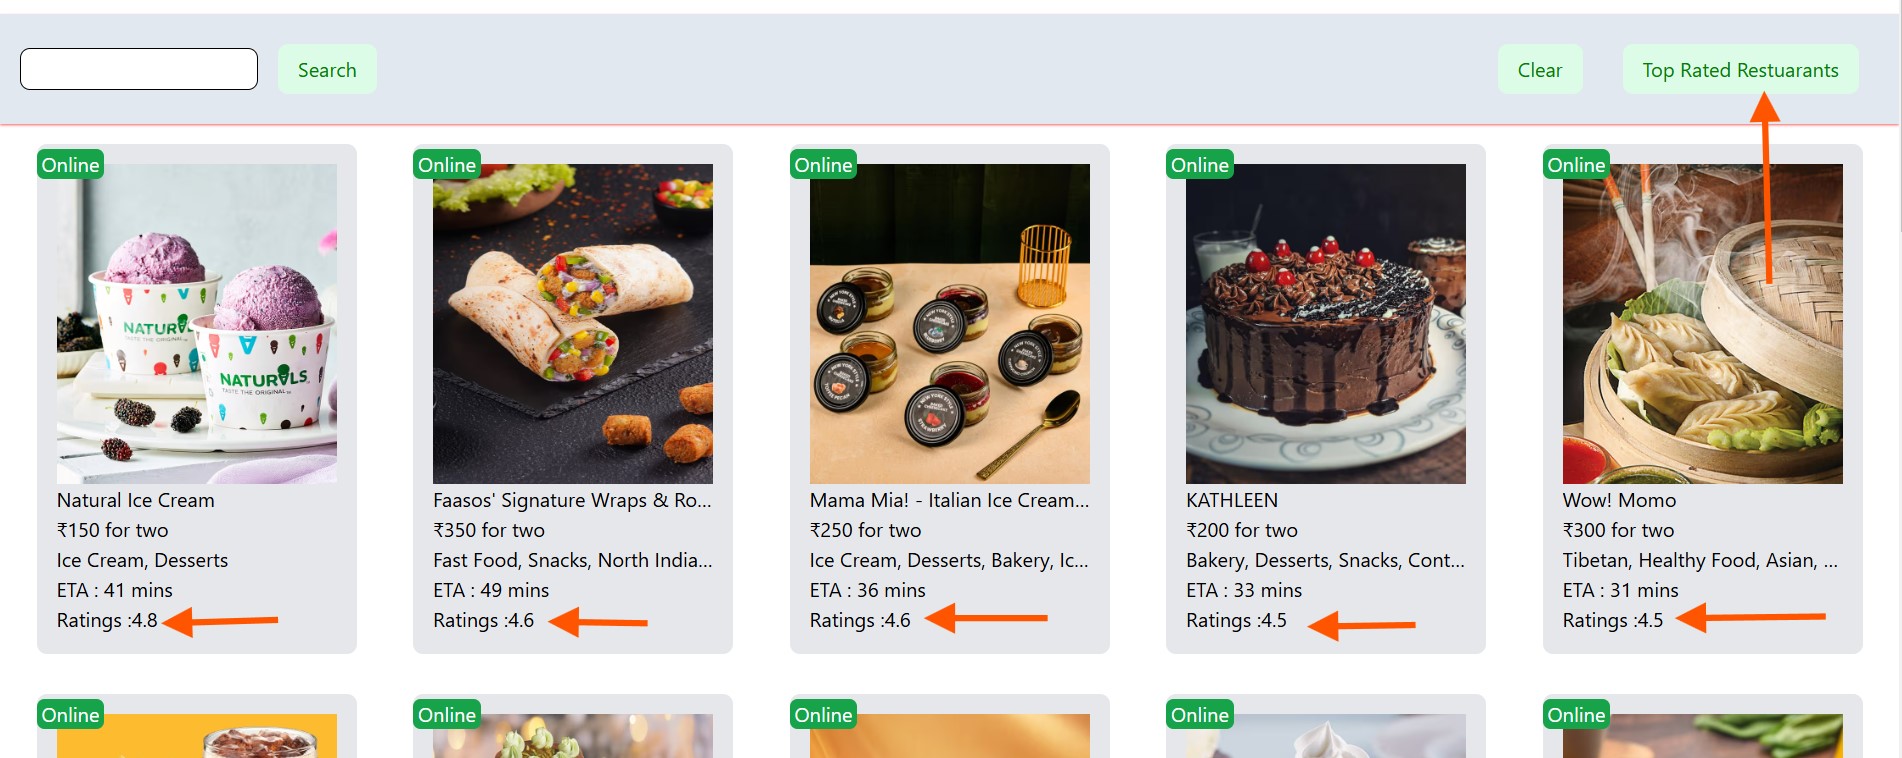 Search
Clear
Top Rated Restuarants
Online
Online
Online
Online
Online
NATURALS
TASTE THE ORIGINAL
NATURALS
TASTE THE ORIGINAL
Natural Ice Cream
₹150 for two
Ice Cream, Desserts
ETA : 41 mins
Ratings :4.8
Faasos' Signature Wraps & Ro...
₹350 for two
Fast Food, Snacks, North India...
ETA : 49 mins
Ratings :4.6
Mama Mia! - Italian Ice Cream...
₹250 for two
Ice Cream, Desserts, Bakery, Ic...
ETA : 36 mins
Ratings :4.6
KATHLEEN
₹200 for two
Bakery, Desserts, Snacks, Cont...
ETA : 33 mins
Ratings :4.5
Wow! Momo
₹300 for two
Tibetan, Healthy Food, Asian, ...
ETA : 31 mins
Ratings :4.5
Online
Online
Online
Online
Online